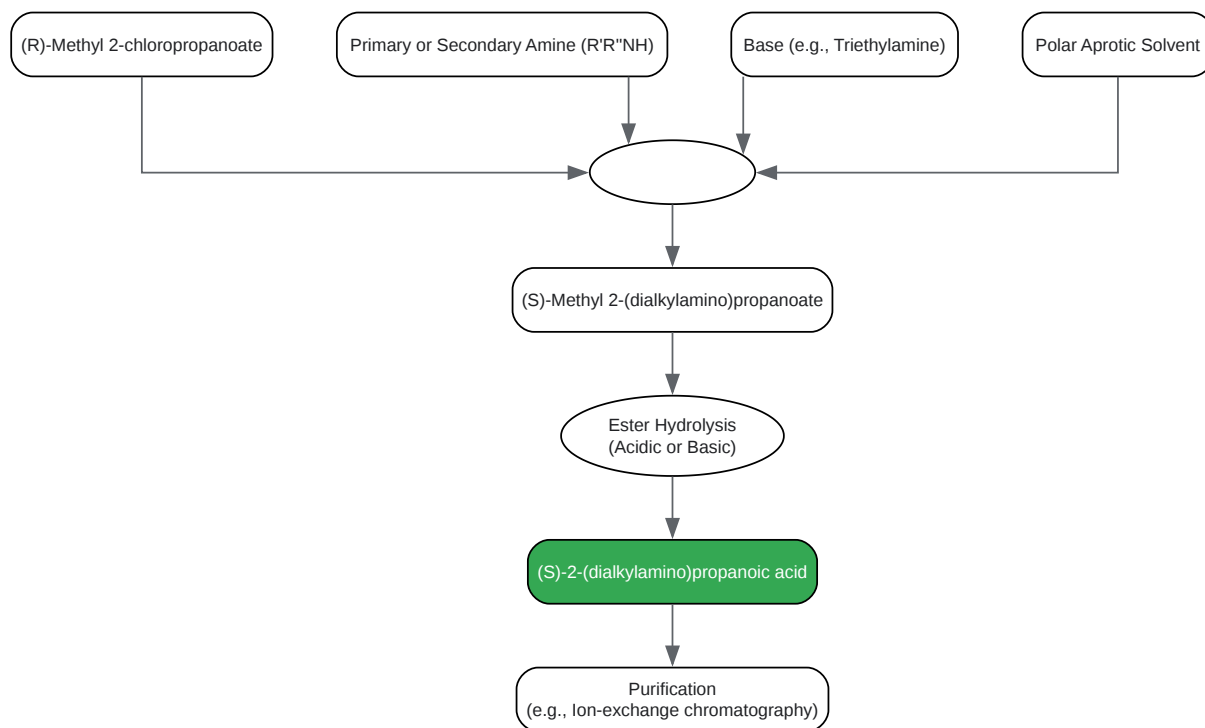 (R)-Methyl 2-chloropropanoate
Primary or Secondary Amine (R'R"NH)
Base (e.g., Triethylamine)
Polar Aprotic Solvent
(S)-Methyl 2-(dialkylamino)propanoate
Ester Hydrolysis
(Acidic or Basic)
(S)-2-(dialkylamino)propanoic acid
Purification
(e.g., Ion-exchange chromatography)